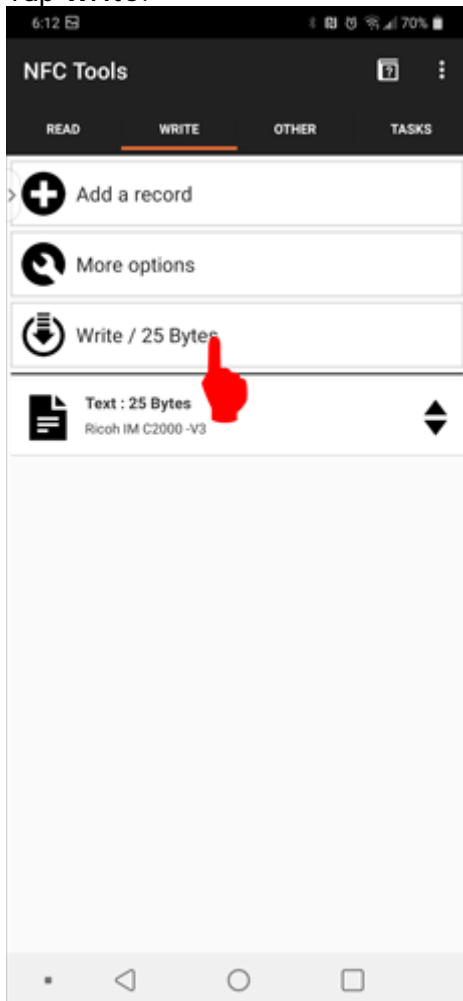 Tap Write.
6:12 70%
NFC Tools
READ WRITE OTHER TASKS
Add a record
More options
Write / 25 Bytes
Text : 25 Bytes
Ricoh IM C2000 -V3